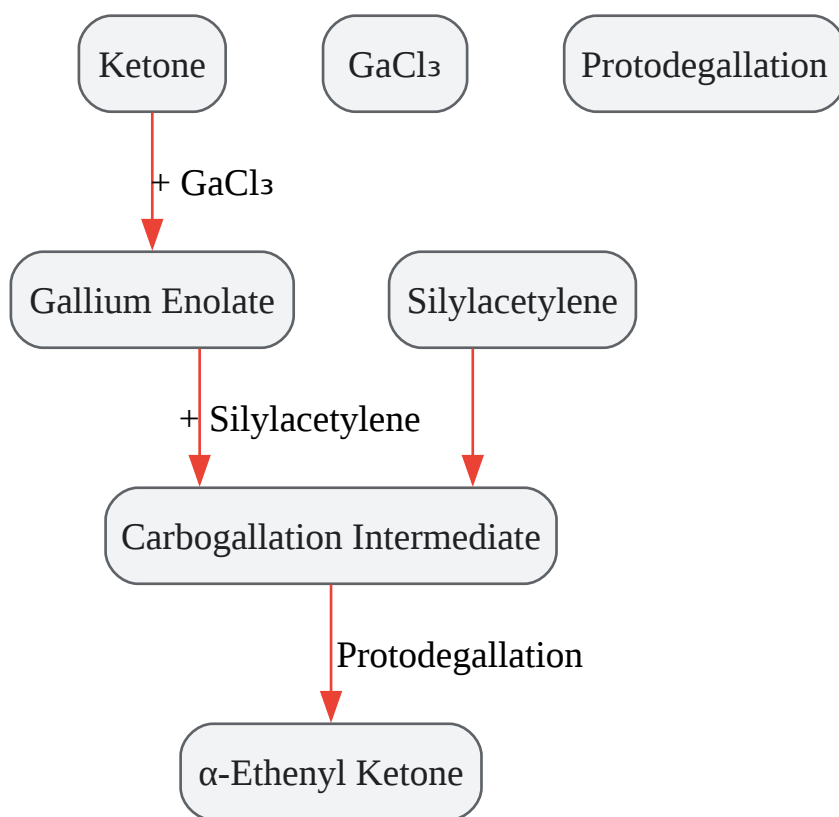 Ketone
GaCl₃
Protodegallation
+ GaCl₃
Gallium Enolate
Silylacetylene
+ Silylacetylene
Carbogallation Intermediate
Protodegallation
α-Ethenyl Ketone